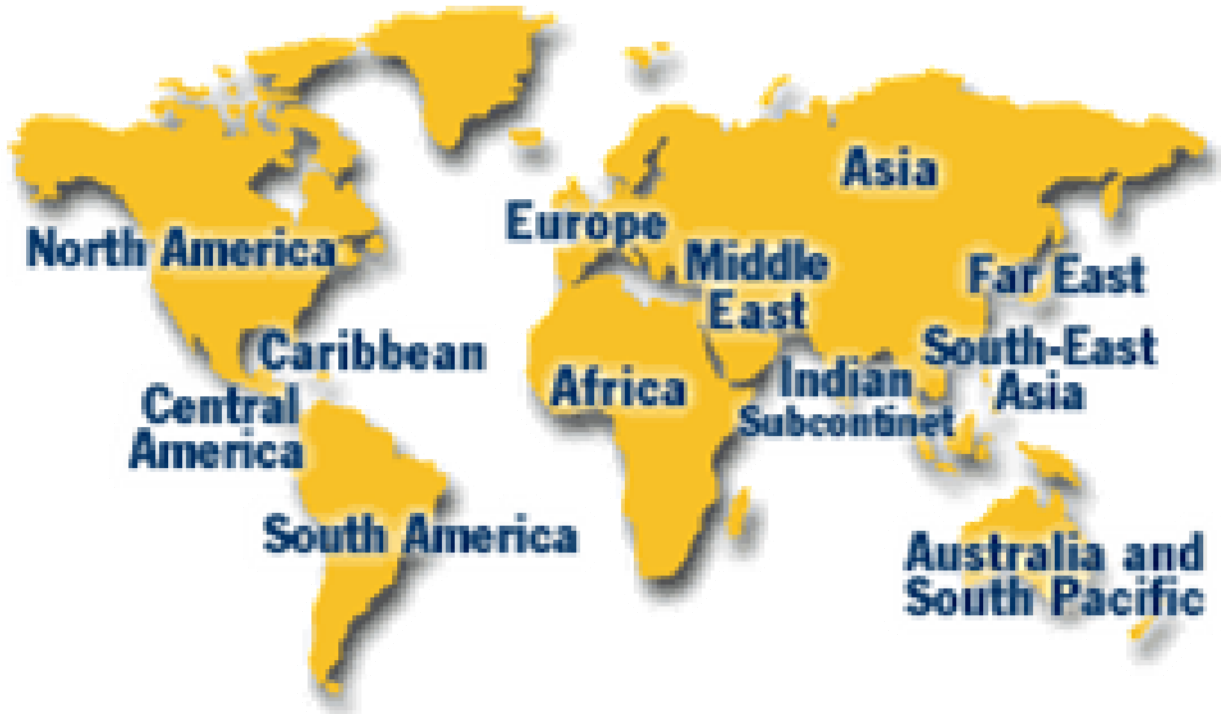 Asia
Europe
North America
Middle
East
Far East
Caribbean
South-East
Asia
Africa
Indian
Subcontinet
Central
America
South America
Australia and
South Pacific